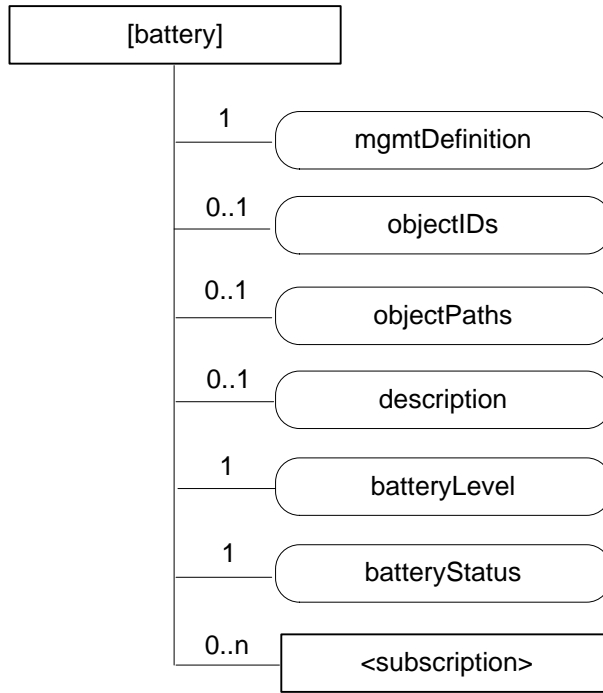 [battery]
1
mgmtDefinition
0..1
objectIDs
0..1
objectPaths
0..1
description
1
batteryLevel
1
batteryStatus
0..n
<subscription>